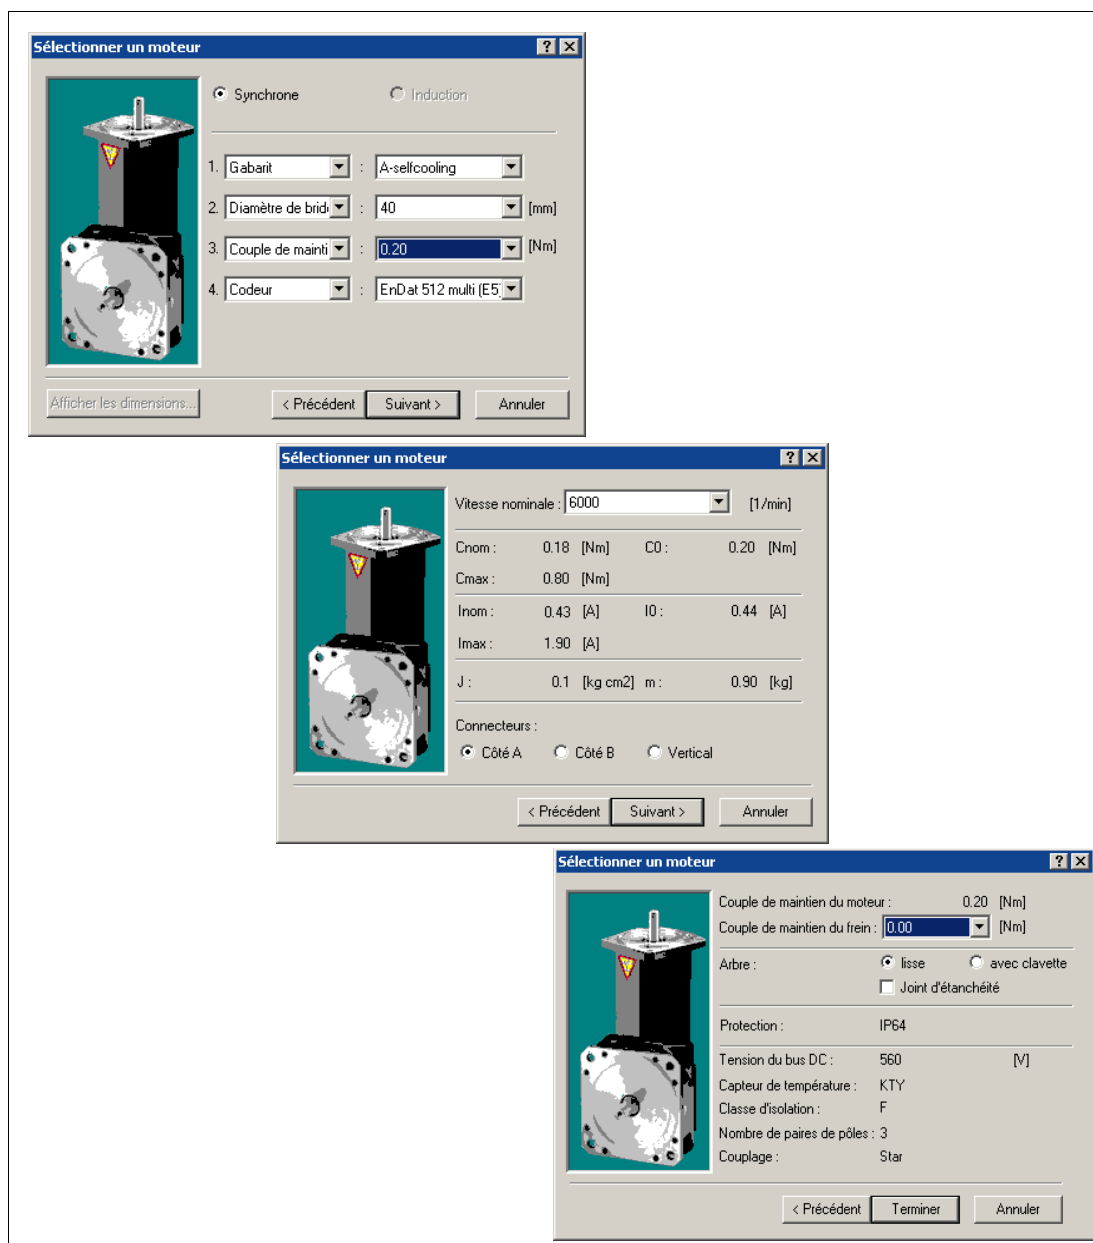 Sélectionner un moteur
Synchrone Induction
1. Gabarit : A-selfcooling
2. Diamètre de brid : 40 [mm]
3. Couple de mainti : 0.20 [Nm]
4. Codeur : EnDat 512 multi (E5)
Afficher les dimensions... < Précédent Suivant > Annuler
Sélectionner un moteur
Vitesse nominale : 6000 [1/min]
Cnom : 0.18 [Nm] C0 : 0.20 [Nm]
Cmax : 0.80 [Nm]
Inom : 0.43 [A] I0 : 0.44 [A]
Imax : 1.90 [A]
J : 0.1 [kg cm2] m : 0.90 [kg]
Connecteurs :
Côté A Côté B Vertical
< Précédent Suivant > Annuler
Sélectionner un moteur
Couple de maintien du moteur : 0.20 [Nm]
Couple de maintien du frein : 0.00 [Nm]
Arbre : lisse avec clavette
Joint d'étanchéité
Protection : IP64
Tension du bus DC : 560 [V]
Capteur de température : KTY
Classe d'isolation : F
Nombre de paires de pôles : 3
Couplage : Star
< Précédent Terminer Annuler